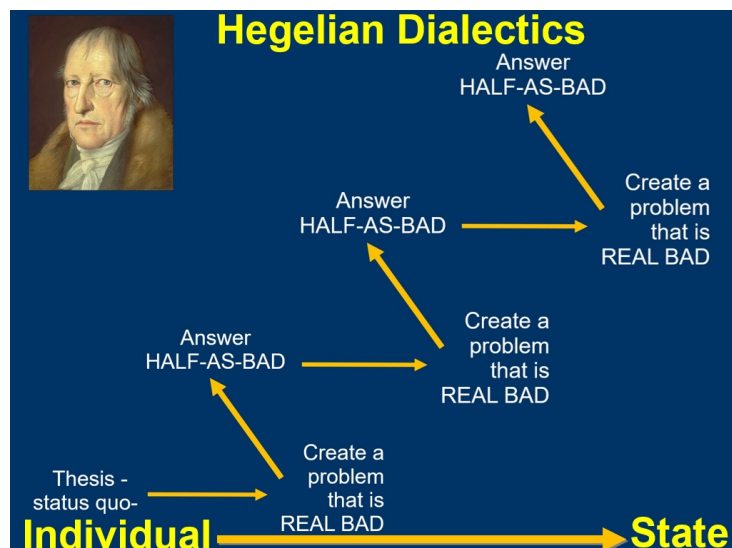 Hegelian Dialectics
Answer
HALF-AS-BAD
Create a
problem
that is
REAL BAD
Answer
HALF-AS-BAD
Create a
problem
that is
REAL BAD
Answer
HALF-AS-BAD
Create a
problem
that is
REAL BAD
Thesis -
status quo-
Individual
State